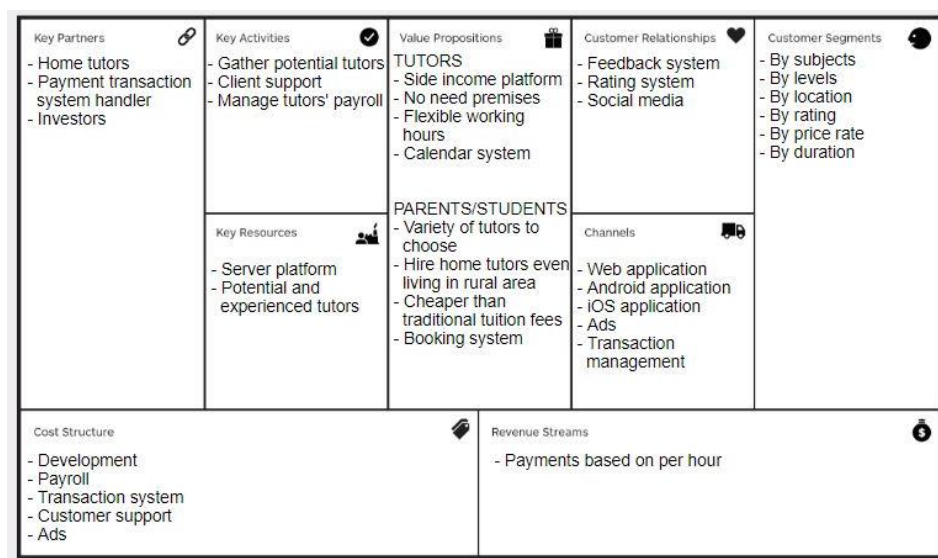 Key Partners
- Home tutors
- Payment transaction
system handler
- Investors
Key Activities
- Gather potential tutors
- Client support
- Manage tutors' payroll
Key Resources
- Server platform
- Potential and
experienced tutors
Value Propositions
TUTORS
- Side income platform
- No need premises
- Flexible working
hours
- Calendar system
PARENTS/STUDENTS
- Variety of tutors to
choose
- Hire home tutors even
living in rural area
- Cheaper than
traditional tuition fees
- Booking system
Customer Relationships
- Feedback system
- Rating system
- Social media
Channels
- Web application
- Android application
- iOS application
- Ads
- Transaction
management
Customer Segments
- By subjects
- By levels
- By location
- By rating
- By price rate
- By duration
Cost Structure
- Development
- Payroll
- Transaction system
- Customer support
- Ads
Revenue Streams
- Payments based on per hour